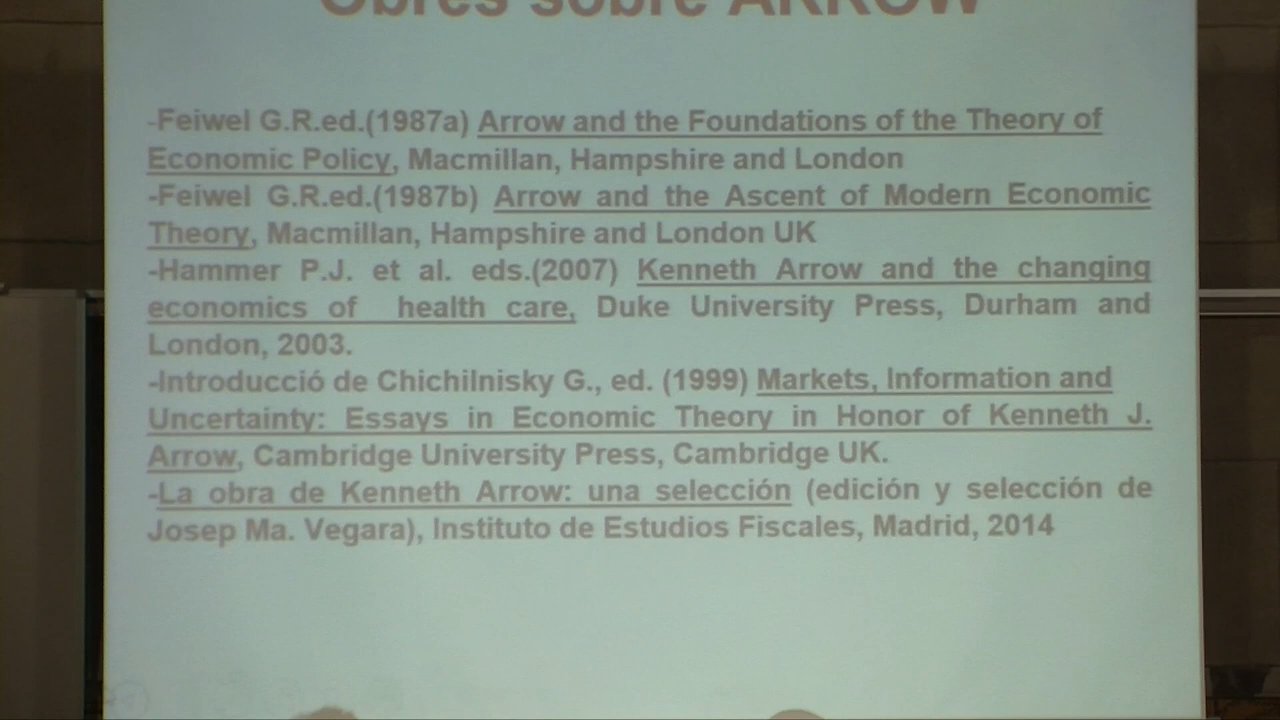 Obres sobre ARROW
-Feiwel G.R.ed.(1987a) Arrow and the Foundations of the Theory of
Economic Policy, Macmillan, Hampshire and London
-Feiwel G.R.ed.(1987b) Arrow and the Ascent of Modern Economic
Theory, Macmillan, Hampshire and London UK
-Hammer P.J. et al. eds.(2007) Kenneth Arrow and the changing
economics of health care, Duke University Press, Durham and
London, 2003.
-Introducció de Chichilnisky G., ed. (1999) Markets, Information and
Uncertainty: Essays in Economic Theory in Honor of Kenneth J.
Arrow, Cambridge University Press, Cambridge UK.
-La obra de Kenneth Arrow: una selección (edición y selección de
Josep Ma. Vegara), Instituto de Estudios Fiscales, Madrid, 2014